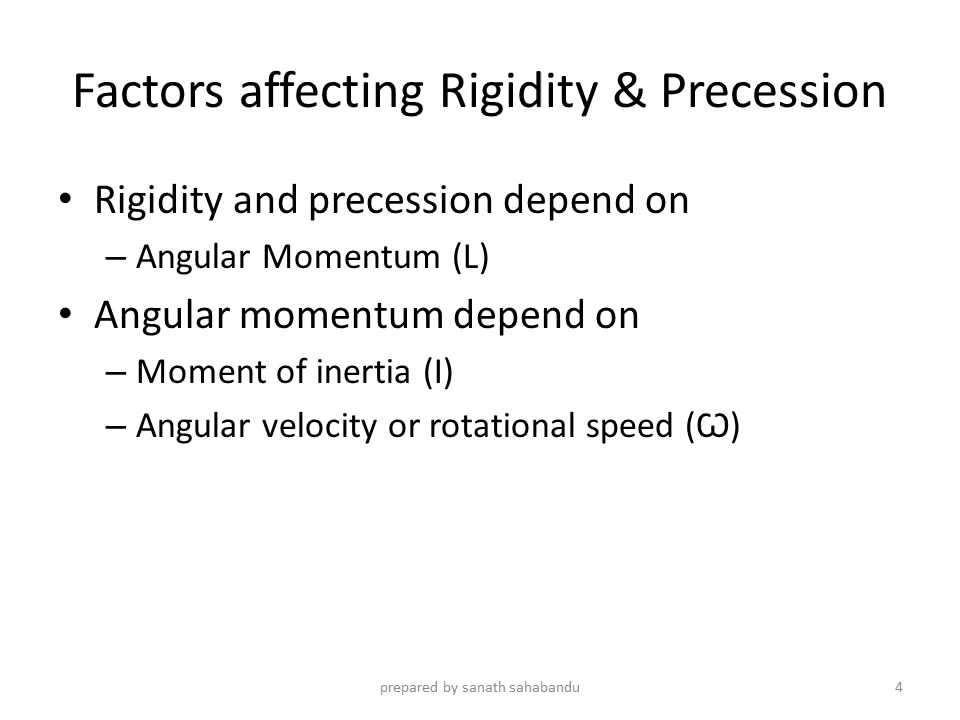 Factors affecting Rigidity & Precession
• Rigidity and precession depend on
– Angular Momentum (L)
• Angular momentum depend on
– Moment of inertia (I)
– Angular velocity or rotational speed (Ѡ)
prepared by sanath sahabandu
4